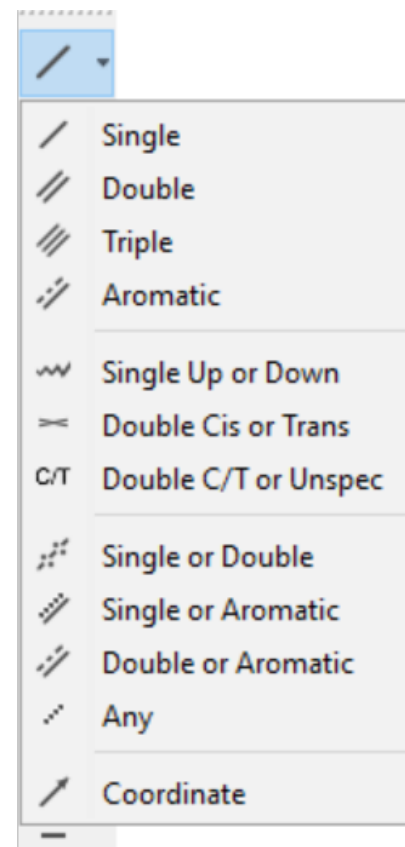 Single
Double
Triple
Aromatic
Single Up or Down
Double Cis or Trans
C/T Double C/T or Unspec
Single or Double
Single or Aromatic
Double or Aromatic
Any
Coordinate